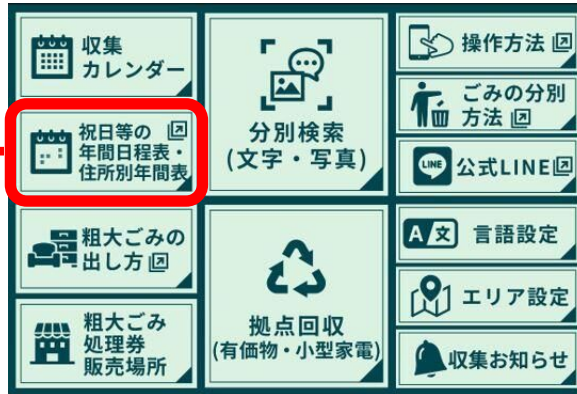 収集
カレンダー
祝日等の
年間日程表・
住所別年間表
粗大ごみの
出し方
粗大ごみ
処理券
販売場所
分別検索
(文字・写真)
拠点回収
(有価物・小型家電)
操作方法
ごみの分別
方法
LINE
公式LINE
A
文
言語設定
エリア設定
収集お知らせ